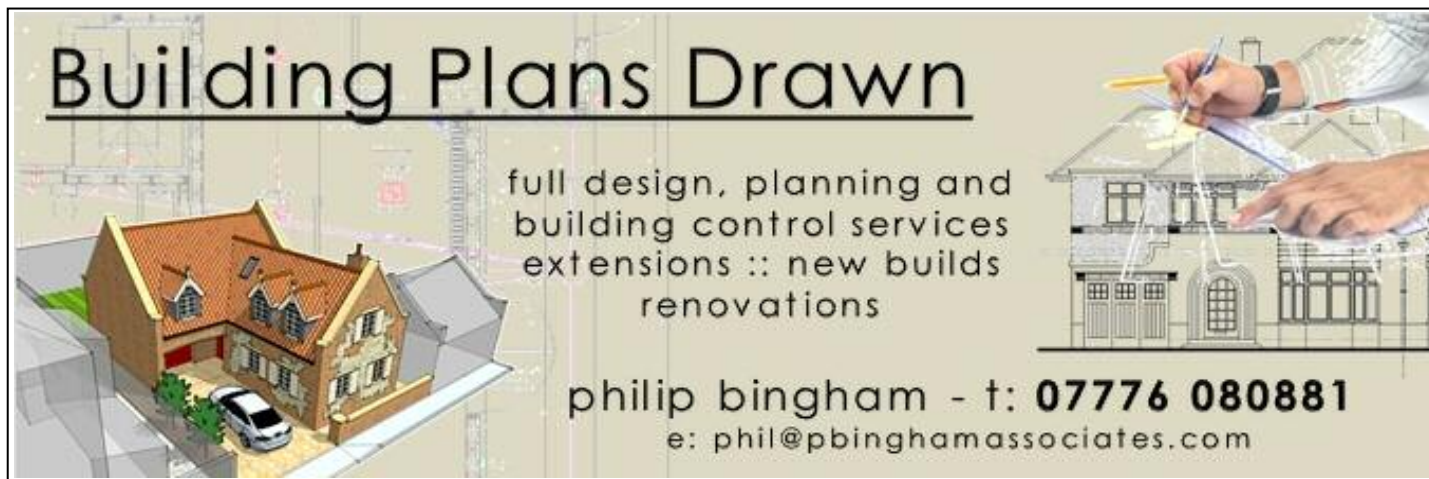 Building Plans Drawn
full design, planning and
building control services
extensions :: new builds
renovations
philip bingham - t: 07776 080881
e: phil@pbinghamassociates.com